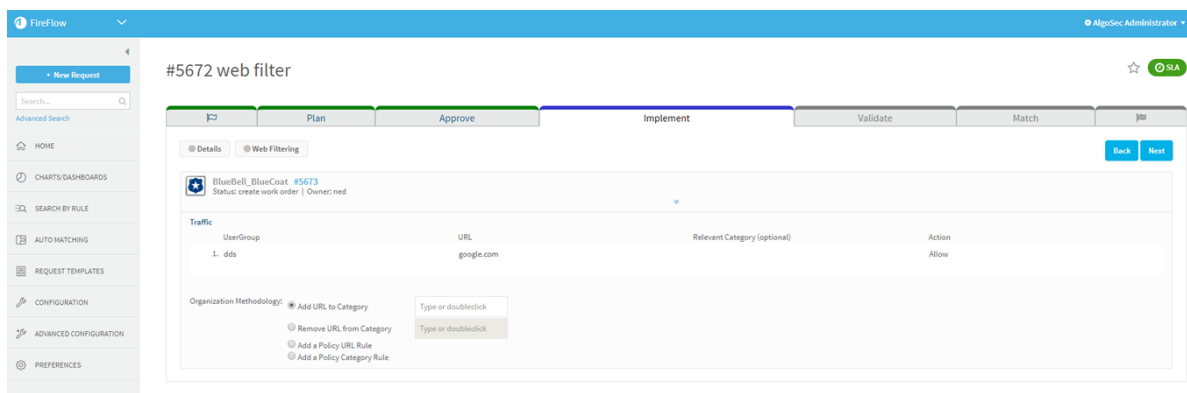 FireFlow
AlgoSec Administrator
+ New Request
Search...
Advanced Search
HOME
CHARTS/DASHBOARDS
SEARCH BY RULE
AUTO MATCHING
REQUEST TEMPLATES
CONFIGURATION
ADVANCED CONFIGURATION
PREFERENCES
#5672 web filter
SLA
Plan Approve Implement Validate Match
Details Web Filtering
Back Next
BlueBell_BlueCoat #5673
Status: create work order | Owner: ned
Traffic
UserGroup URL Relevant Category (optional) Action
1. dds google.com Allow
Organization Methodology: Add URL to Category Type or doubleclick
Remove URL from Category Type or doubleclick
Add a Policy URL Rule
Add a Policy Category Rule